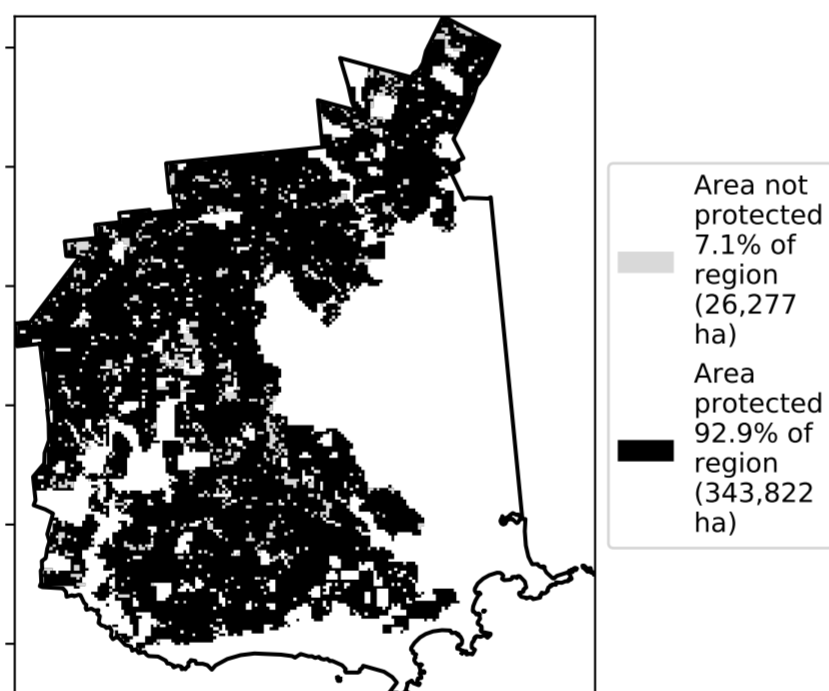 Area not
protected
7.1% of
region
(26,277
ha)
Area
protected
92.9% of
region
(343,822
ha)